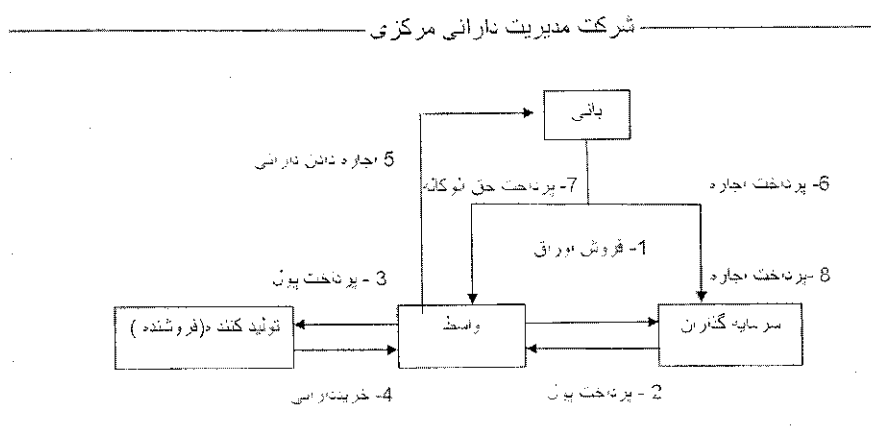 شرکت مدیریت دارائی مرکزی
بانی
5 اجاره دادن دارائی
7- پرداخت حق الوکاله
6- پرداخت اجاره
1- فروش اوراق
3 - پرداخت پول
8 -پرداخت اجاره
تولید کننده(فروشنده )
واسط
سرمایه گذاران
4- خرید دارایی
2 - پرداخت پول